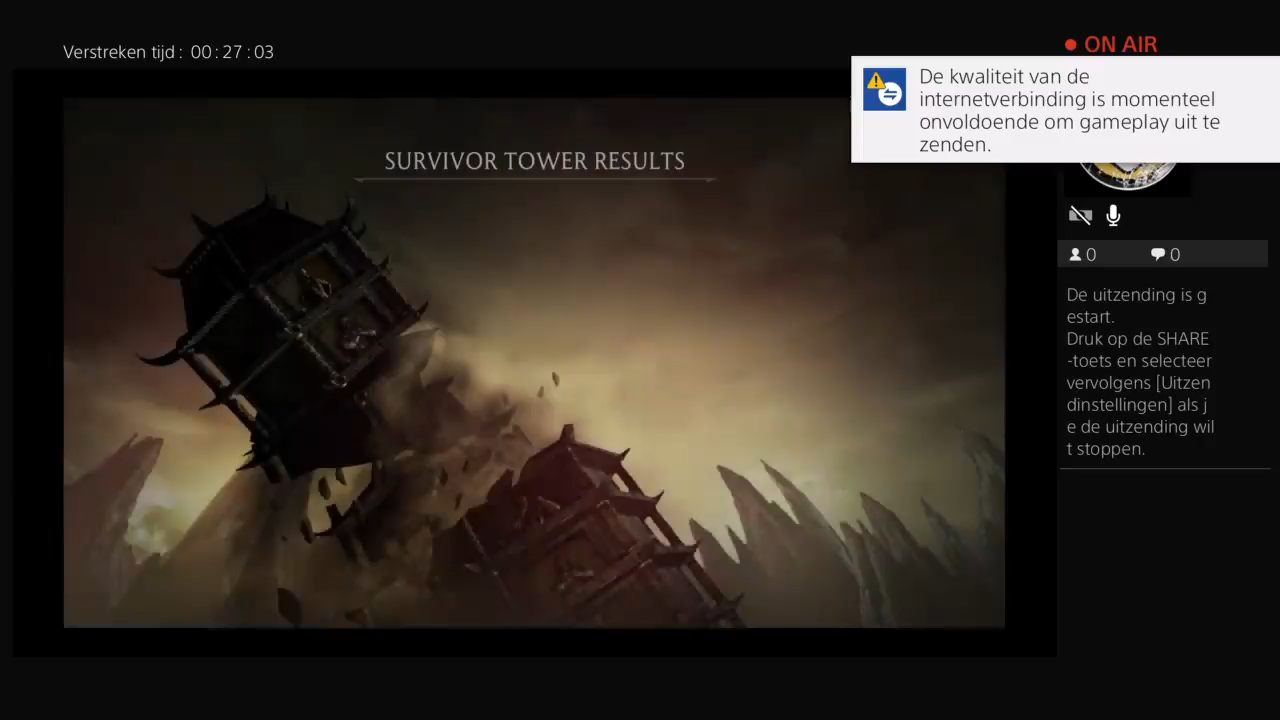 Verstreken tijd: 00:27:03
ON AIR
De kwaliteit van de
internetverbinding is momenteel
onvoldoende om gameplay uit te
zenden.
SURVIVOR TOWER RESULTS
0 0
De uitzending is g
estart.
Druk op de SHARE
-toets en selecteer
vervolgens [Uitzen
dinstellingen] als j
e de uitzending wil
t stoppen.